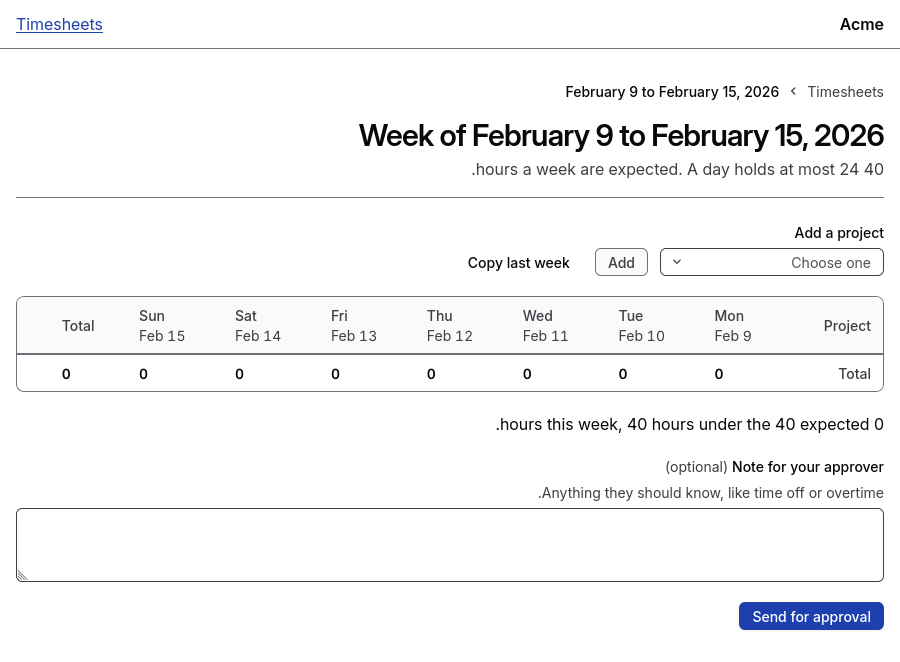 Acme
Timesheets
Timesheets › February 9 to February 15, 2026
Week of February 9 to February 15, 2026
40 hours a week are expected. A day holds at most 24.
Add a project
Choose one Add Copy last week
Project Mon Tue Wed Thu Fri Sat Sun Total
Feb 9 Feb 10 Feb 11 Feb 12 Feb 13 Feb 14 Feb 15
Total 0 0 0 0 0 0 0 0
0 hours this week, 40 hours under the 40 expected.
Note for your approver (optional)
Anything they should know, like time off or overtime.
Send for approval